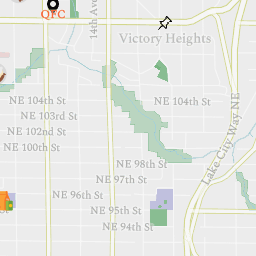 QFC
14th Ave
Victory Heights
NE 104th St
NE 104th St
NE 103rd St
NE 102nd St
NE 100th St
NE 98th St
NE 97th St
NE 96th St
NE 95th St
NE 94th St
Lake City Way NE